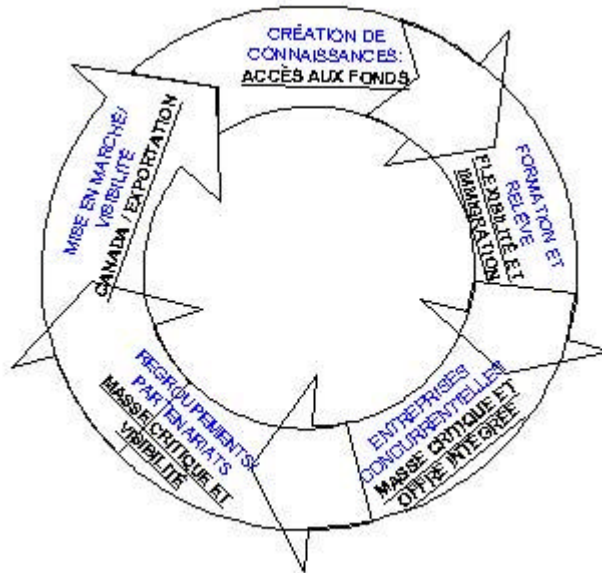 CRÉATION DE
CONNAISSANCES:
ACCÈS AUX FONDS
FORMATION ET
RELÈVE
FLEXIBILITÉ ET
IMMIGRATION
ENTREPRISES
CONCURRENTIELLES
MASSE CRITIQUE ET
OFFRE INTÉGRÉE
REGROUPEMENTS/
PARTENARIATS
MASSE CRITIQUE ET
VISIBILITÉ
MISE EN MARCHÉ/
VISIBILITÉ
CANADA / EXPORTATION